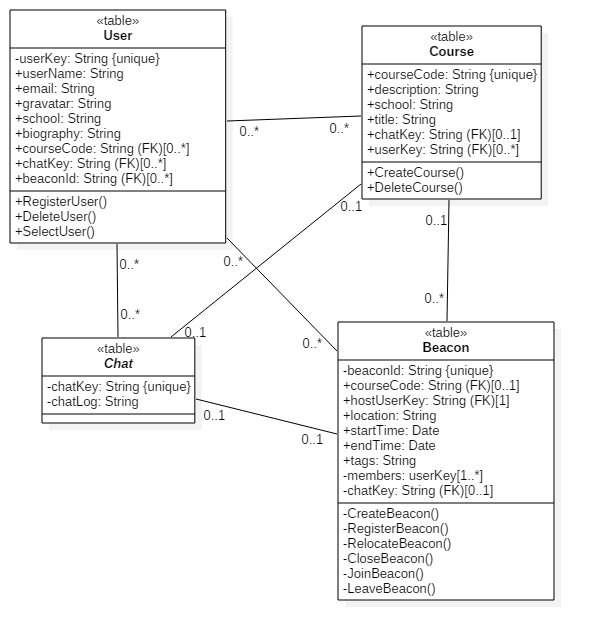 «table»
User
-userKey: String {unique}
+userName: String
+email: String
+gravatar: String
+school: String
+biography: String
+courseCode: String (FK)[0..*]
+chatKey: String (FK)[0..*]
+beaconId: String (FK)[0..*]
+RegisterUser()
+DeleteUser()
+SelectUser()
«table»
Course
+courseCode: String {unique}
+description: String
+school: String
+title: String
+chatKey: String (FK)[0..1]
+userKey: String (FK)[0..*]
+CreateCourse()
+DeleteCourse()
0..*
0..*
0..1
0..1
0..*
0..*
0..*
0..*
0..1
0..*
«table»
Chat
-chatKey: String {unique}
-chatLog: String
0..1
0..1
«table»
Beacon
-beaconId: String {unique}
+courseCode: String (FK)[0..1]
+hostUserKey: String (FK)[1]
+location: String
+startTime: Date
+endTime: Date
+tags: String
-members: userKey[1..*]
-chatKey: String (FK)[0..1]
-CreateBeacon()
-RegisterBeacon()
-RelocateBeacon()
-CloseBeacon()
-JoinBeacon()
-LeaveBeacon()